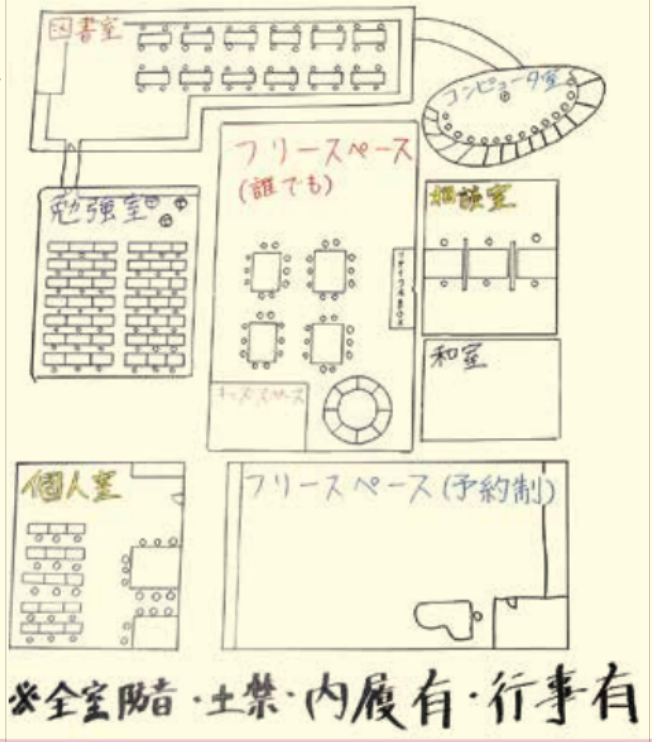 図書室
コンピュータ室
フリースペース
(誰でも)
勉強室
相談室
和室
キッズスペース
個人室
フリースペース(予約制)
※全室防音・土禁・内履有・行事有